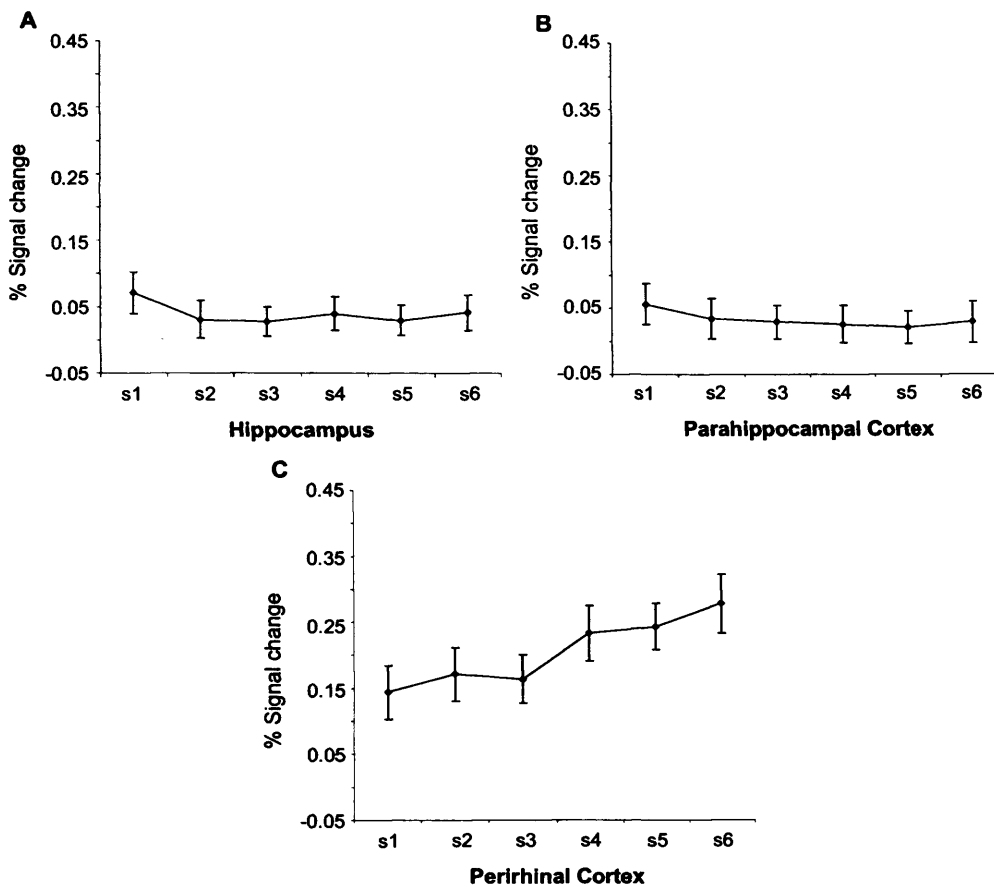 A
% Signal change
0.45
0.35
0.25
0.15
0.05
-0.05
s1 s2 s3 s4 s5 s6
Hippocampus
B
% Signal change
0.45
0.35
0.25
0.15
0.05
-0.05
s1 s2 s3 s4 s5 s6
Parahippocampal Cortex
C
% Signal change
0.45
0.35
0.25
0.15
0.05
-0.05
s1 s2 s3 s4 s5 s6
Perirhinal Cortex